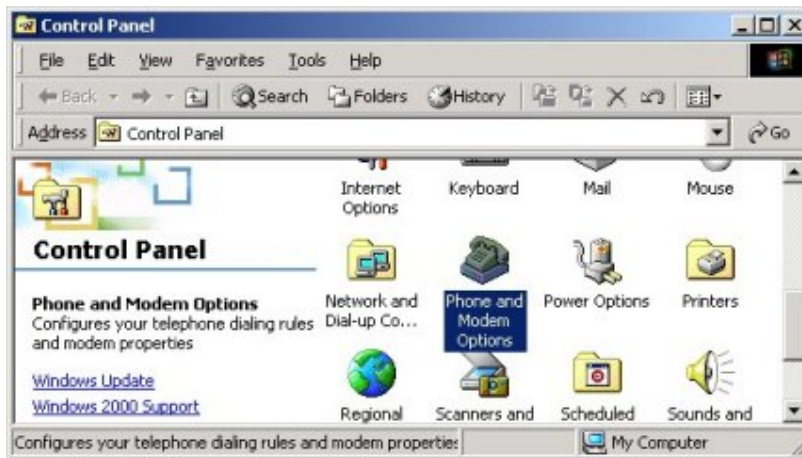 Control Panel
File Edit View Favorites Tools Help
Back Search Folders History
Address Control Panel Go
Internet Options Keyboard Mail Mouse
Control Panel
Phone and Modem Options
Configures your telephone dialing rules
and modem properties
Windows Update
Windows 2000 Support
Network and
Dial-up Co...
Phone and
Modem
Options
Power Options
Printers
Regional
Scanners and
Scheduled
Sounds and
Configures your telephone dialing rules and modem properties My Computer